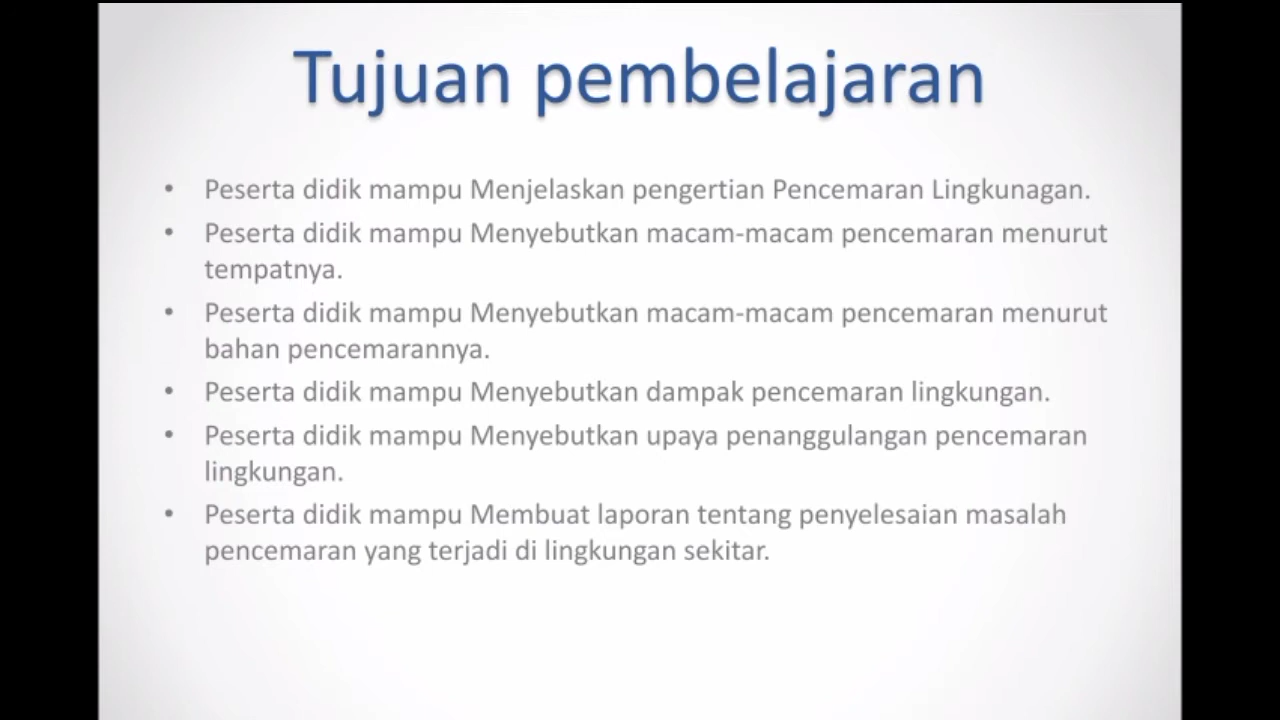 Tujuan pembelajaran
• Peserta didik mampu Menjelaskan pengertian Pencemaran Lingkunagan.
• Peserta didik mampu Menyebutkan macam-macam pencemaran menurut
tempatnya.
• Peserta didik mampu Menyebutkan macam-macam pencemaran menurut
bahan pencemarannya.
• Peserta didik mampu Menyebutkan dampak pencemaran lingkungan.
• Peserta didik mampu Menyebutkan upaya penanggulangan pencemaran
lingkungan.
• Peserta didik mampu Membuat laporan tentang penyelesaian masalah
pencemaran yang terjadi di lingkungan sekitar.